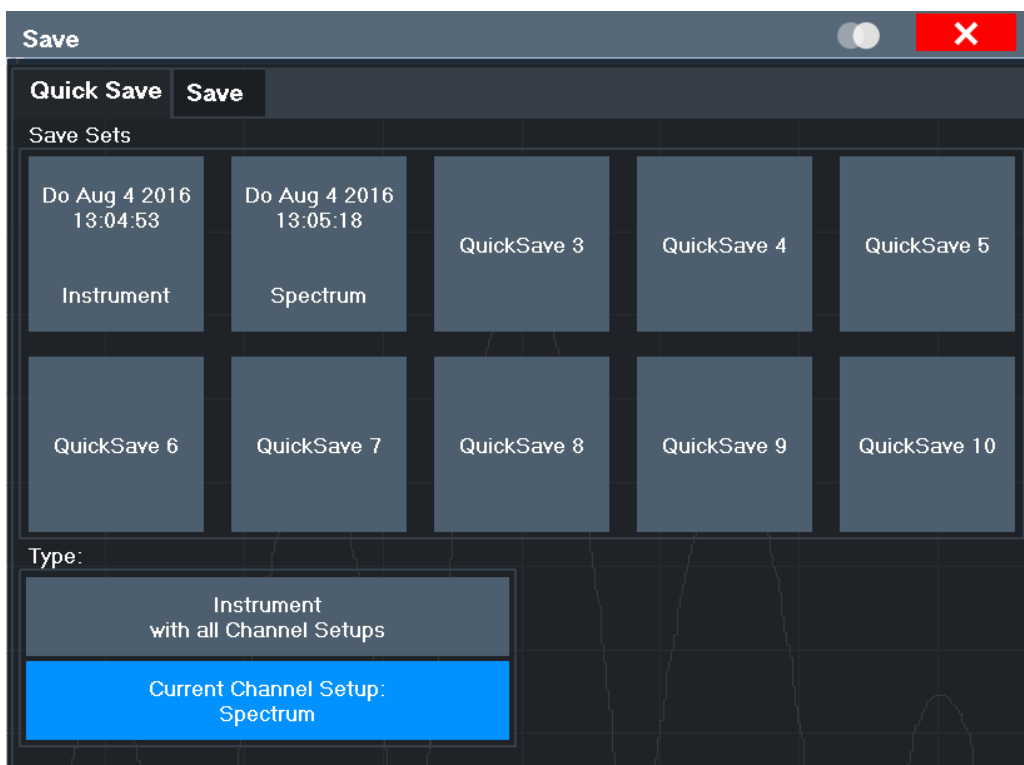 Save
Quick Save Save
Save Sets
Do Aug 4 2016
13:04:53
Instrument
Do Aug 4 2016
13:05:18
Spectrum
QuickSave 3
QuickSave 4
QuickSave 5
QuickSave 6
QuickSave 7
QuickSave 8
QuickSave 9
QuickSave 10
Type:
Instrument
with all Channel Setups
Current Channel Setup:
Spectrum